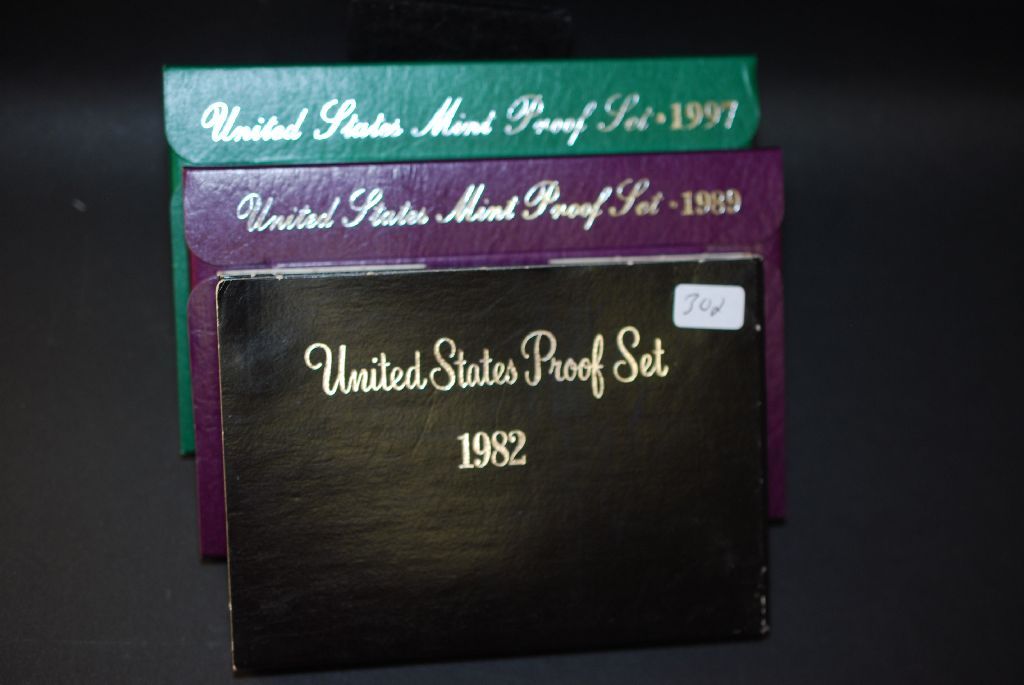 United States Mint Proof Set • 1997
United States Mint Proof Set • 1989
302
United States Proof Set
1982